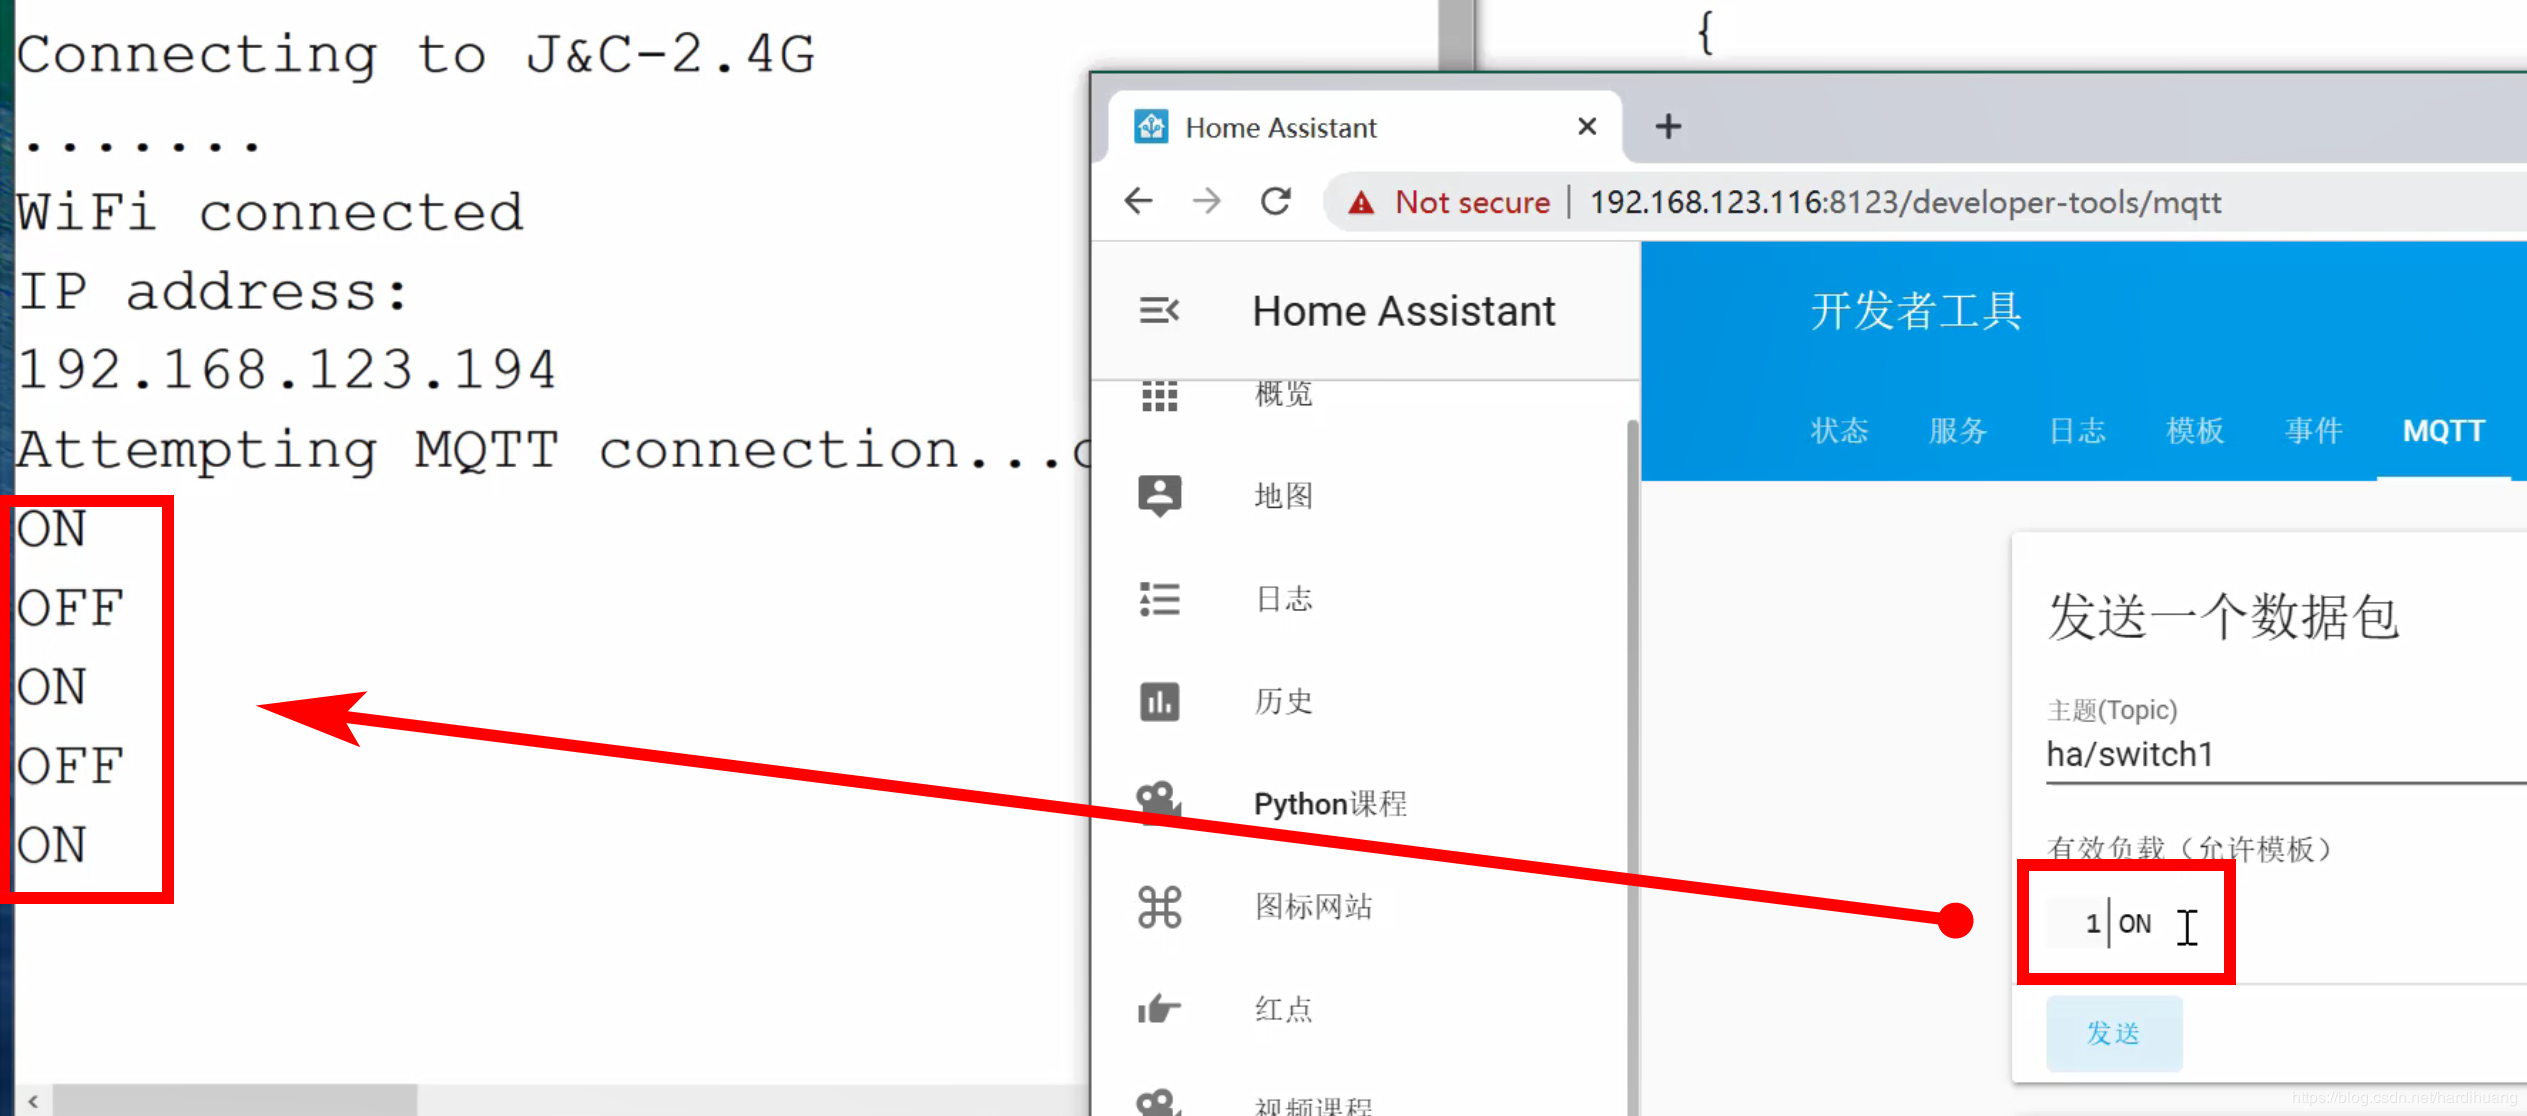 Connecting to J&C-2.4G
.......
WiFi connected
IP address:
192.168.123.194
Attempting MQTT connection...
ON
OFF
ON
OFF
ON
{
Home Assistant
Not secure
192.168.123.116:8123/developer-tools/mqtt
Home Assistant
概览
地图
日志
历史
Python课程
图标网站
红点
视频课程
开发者工具
状态 服务 日志 模板 事件 MQTT
发送一个数据包
主题(Topic)
ha/switch1
有效负载（允许模板）
1 ON
发送
https://blog.csdn.net/hardihuang